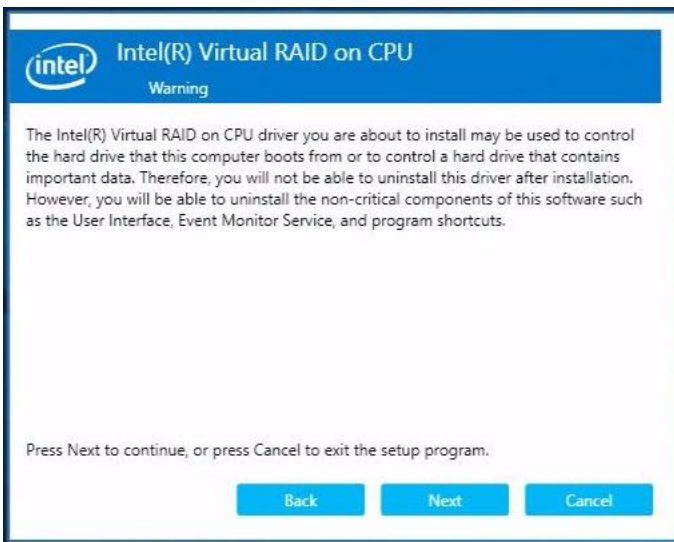 intel
Intel(R) Virtual RAID on CPU
Warning
The Intel(R) Virtual RAID on CPU driver you are about to install may be used to control
the hard drive that this computer boots from or to control a hard drive that contains
important data. Therefore, you will not be able to uninstall this driver after installation.
However, you will be able to uninstall the non-critical components of this software such
as the User Interface, Event Monitor Service, and program shortcuts.
Press Next to continue, or press Cancel to exit the setup program.
Back
Next
Cancel